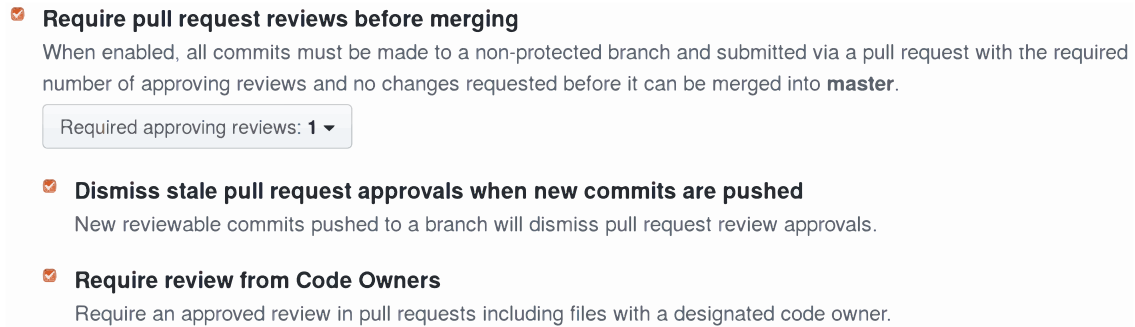 Require pull request reviews before merging
When enabled, all commits must be made to a non-protected branch and submitted via a pull request with the required
number of approving reviews and no changes requested before it can be merged into master.
Required approving reviews: 1
Dismiss stale pull request approvals when new commits are pushed
New reviewable commits pushed to a branch will dismiss pull request review approvals.
Require review from Code Owners
Require an approved review in pull requests including files with a designated code owner.